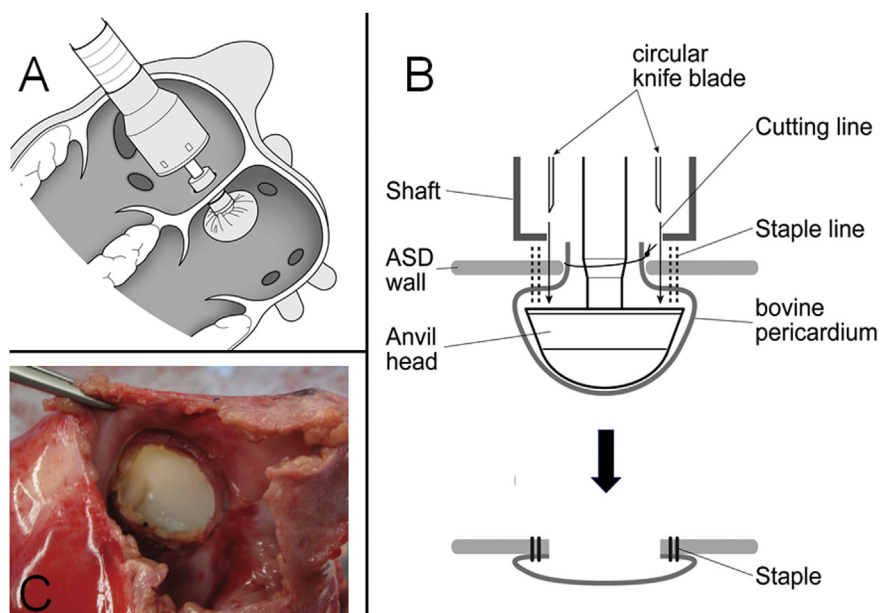 A
B
circular
knife blade
Cutting line
Shaft
Staple line
ASD
wall
bovine
pericardium
Anvil
head
C
Staple